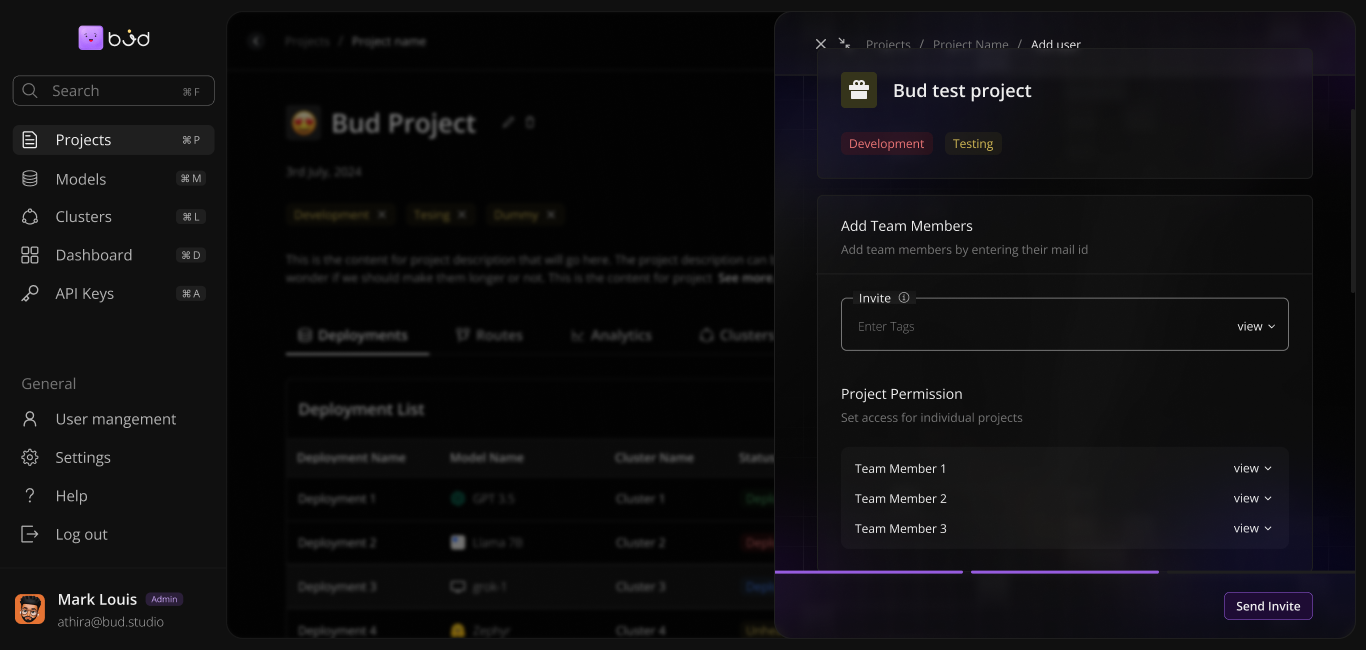 bud
Search ⌘ F
Projects ⌘ P
Models ⌘ M
Clusters ⌘ L
Dashboard ⌘ D
API Keys ⌘ A
General
User mangement
Settings
Help
Log out
Mark Louis Admin
athira@bud.studio
Projects / Project name
Bud Project
3rd july, 2024
Development Tesing Dummy
This is the content for project description that will go here. The project description can
wonder if we should make them longer or not. This is the content for project See more
Deployments Routes Analytics Clusters
Deployment List
Deployment Name Model Name Cluster Name Status
Deployment 1 GPT 3.5 Cluster 1
Deployment 2 Llama 7B Cluster 2
Deployment 3 grok-1 Cluster 3
Deployment 4 Zephyr Cluster 4
Projects / Project Name / Add user
Bud test project
Development Testing
Add Team Members
Add team members by entering their mail id
Invite
Enter Tags view
Project Permission
Set access for individual projects
Team Member 1 view
Team Member 2 view
Team Member 3 view
Send Invite